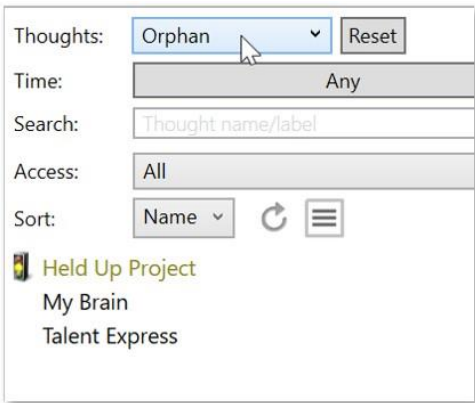 Thoughts: Orphan Reset
Time: Any
Search: Thought name/label
Access: All
Sort: Name
Held Up Project
My Brain
Talent Express